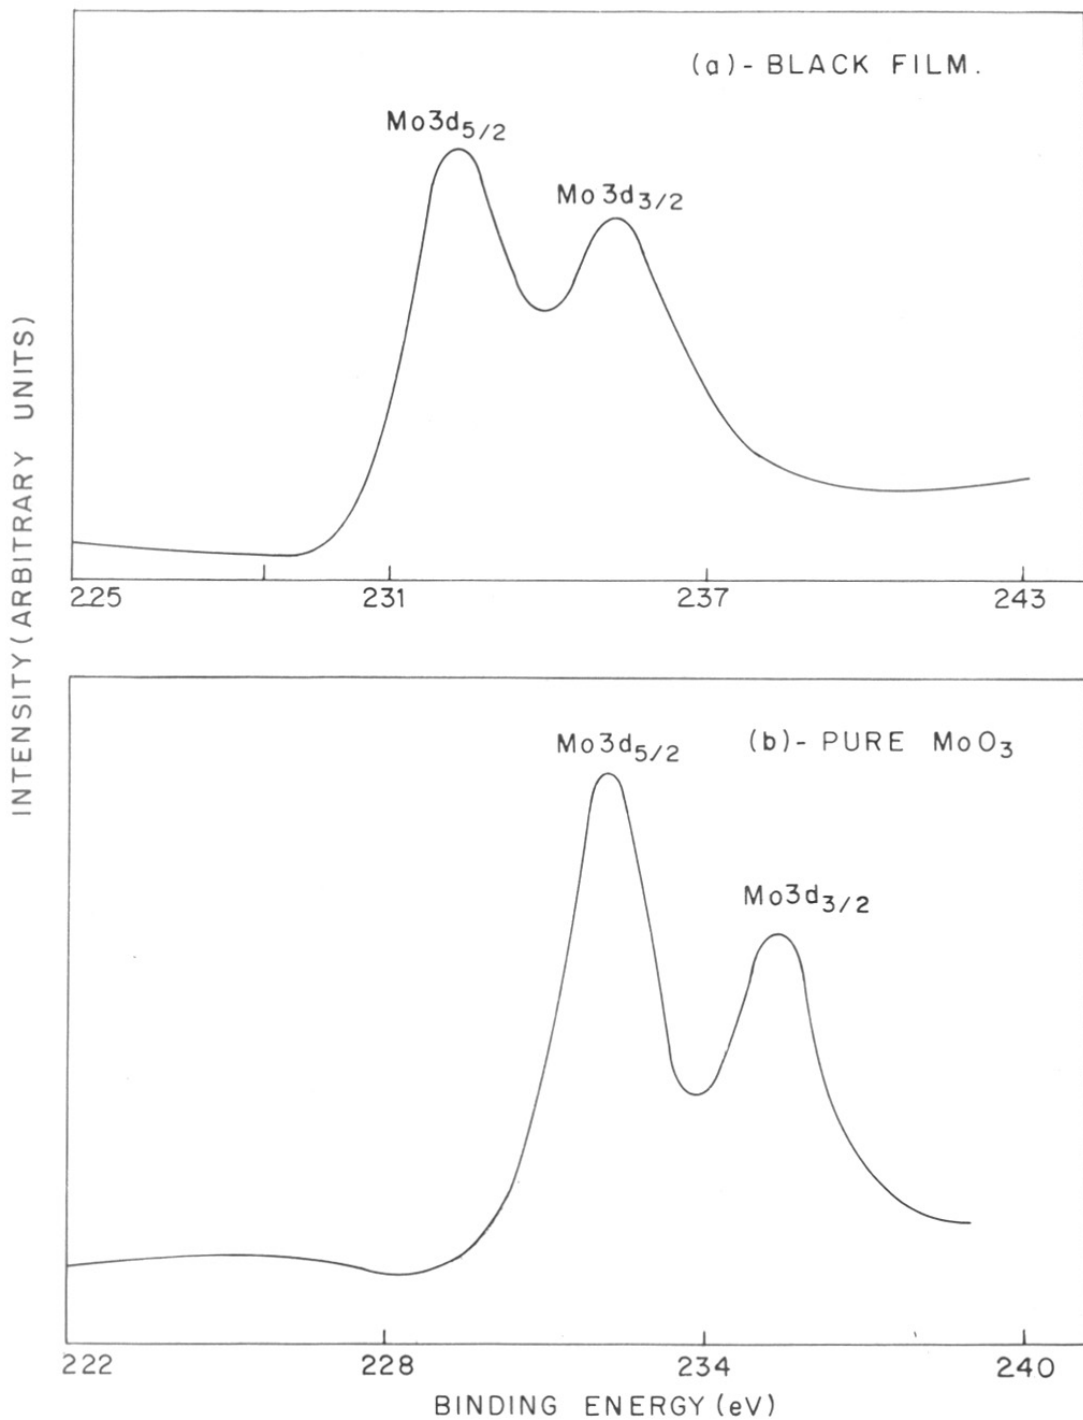 (a)- BLACK FILM.
Mo3d5/2
Mo3d3/2
INTENSITY (ARBITRARY UNITS)
225 231 237 243
Mo3d5/2 (b)- PURE MoO3
Mo3d3/2
222 228 234 240
BINDING ENERGY (eV)